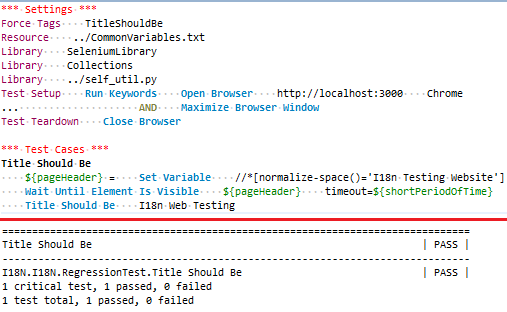 *** Settings ***
Force Tags    TitleShouldBe
Resource    ../CommonVariables.txt
Library    SeleniumLibrary
Library    Collections
Library    ../self_util.py
Test Setup    Run Keywords    Open Browser    http://localhost:3000    Chrome
...    AND    Maximize Browser Window
Test Teardown    Close Browser
*** Test Cases ***
Title Should Be
${pageHeader} =    Set Variable    //*[normalize-space()='I18n Testing Website']
Wait Until Element Is Visible    ${pageHeader}    timeout=${shortPeriodOfTime}
Title Should Be    I18n Web Testing
==============================================================================
Title Should Be    | PASS |
------------------------------------------------------------------------------
I18N.I18N.RegressionTest.Title Should Be    | PASS |
1 critical test, 1 passed, 0 failed
1 test total, 1 passed, 0 failed